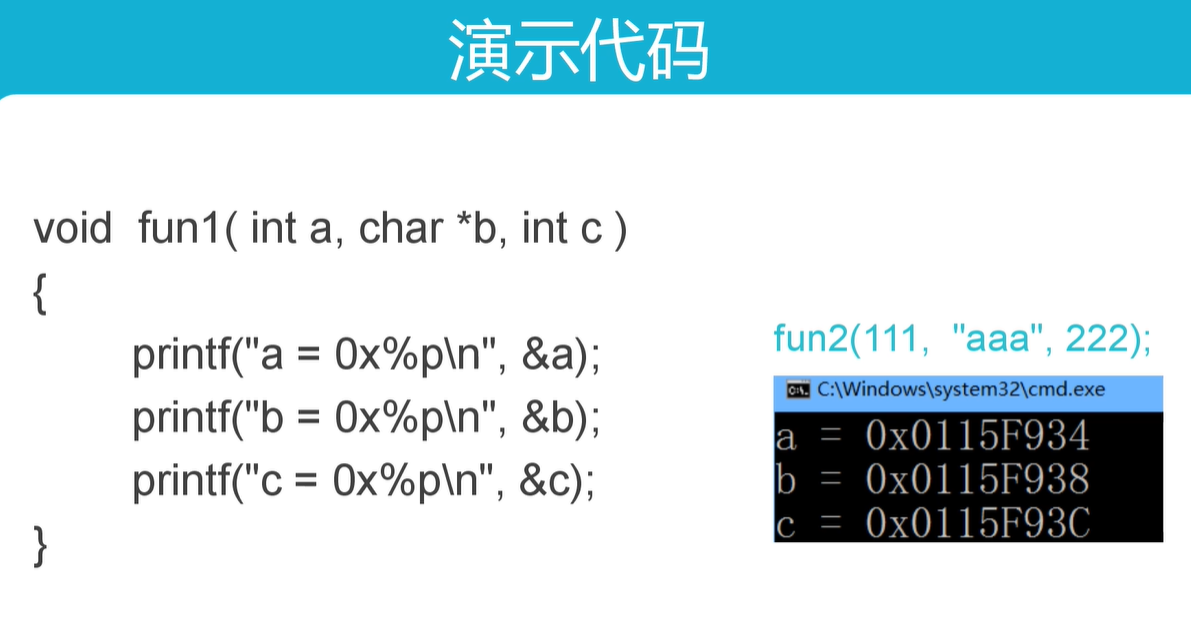 演示代码
void  fun1( int a, char *b, int c )
{
printf("a = 0x%p\n", &a);
printf("b = 0x%p\n", &b);
printf("c = 0x%p\n", &c);
}
fun2(111,  "aaa", 222);
C:\Windows\system32\cmd.exe
a = 0x0115F934
b = 0x0115F938
c = 0x0115F93C